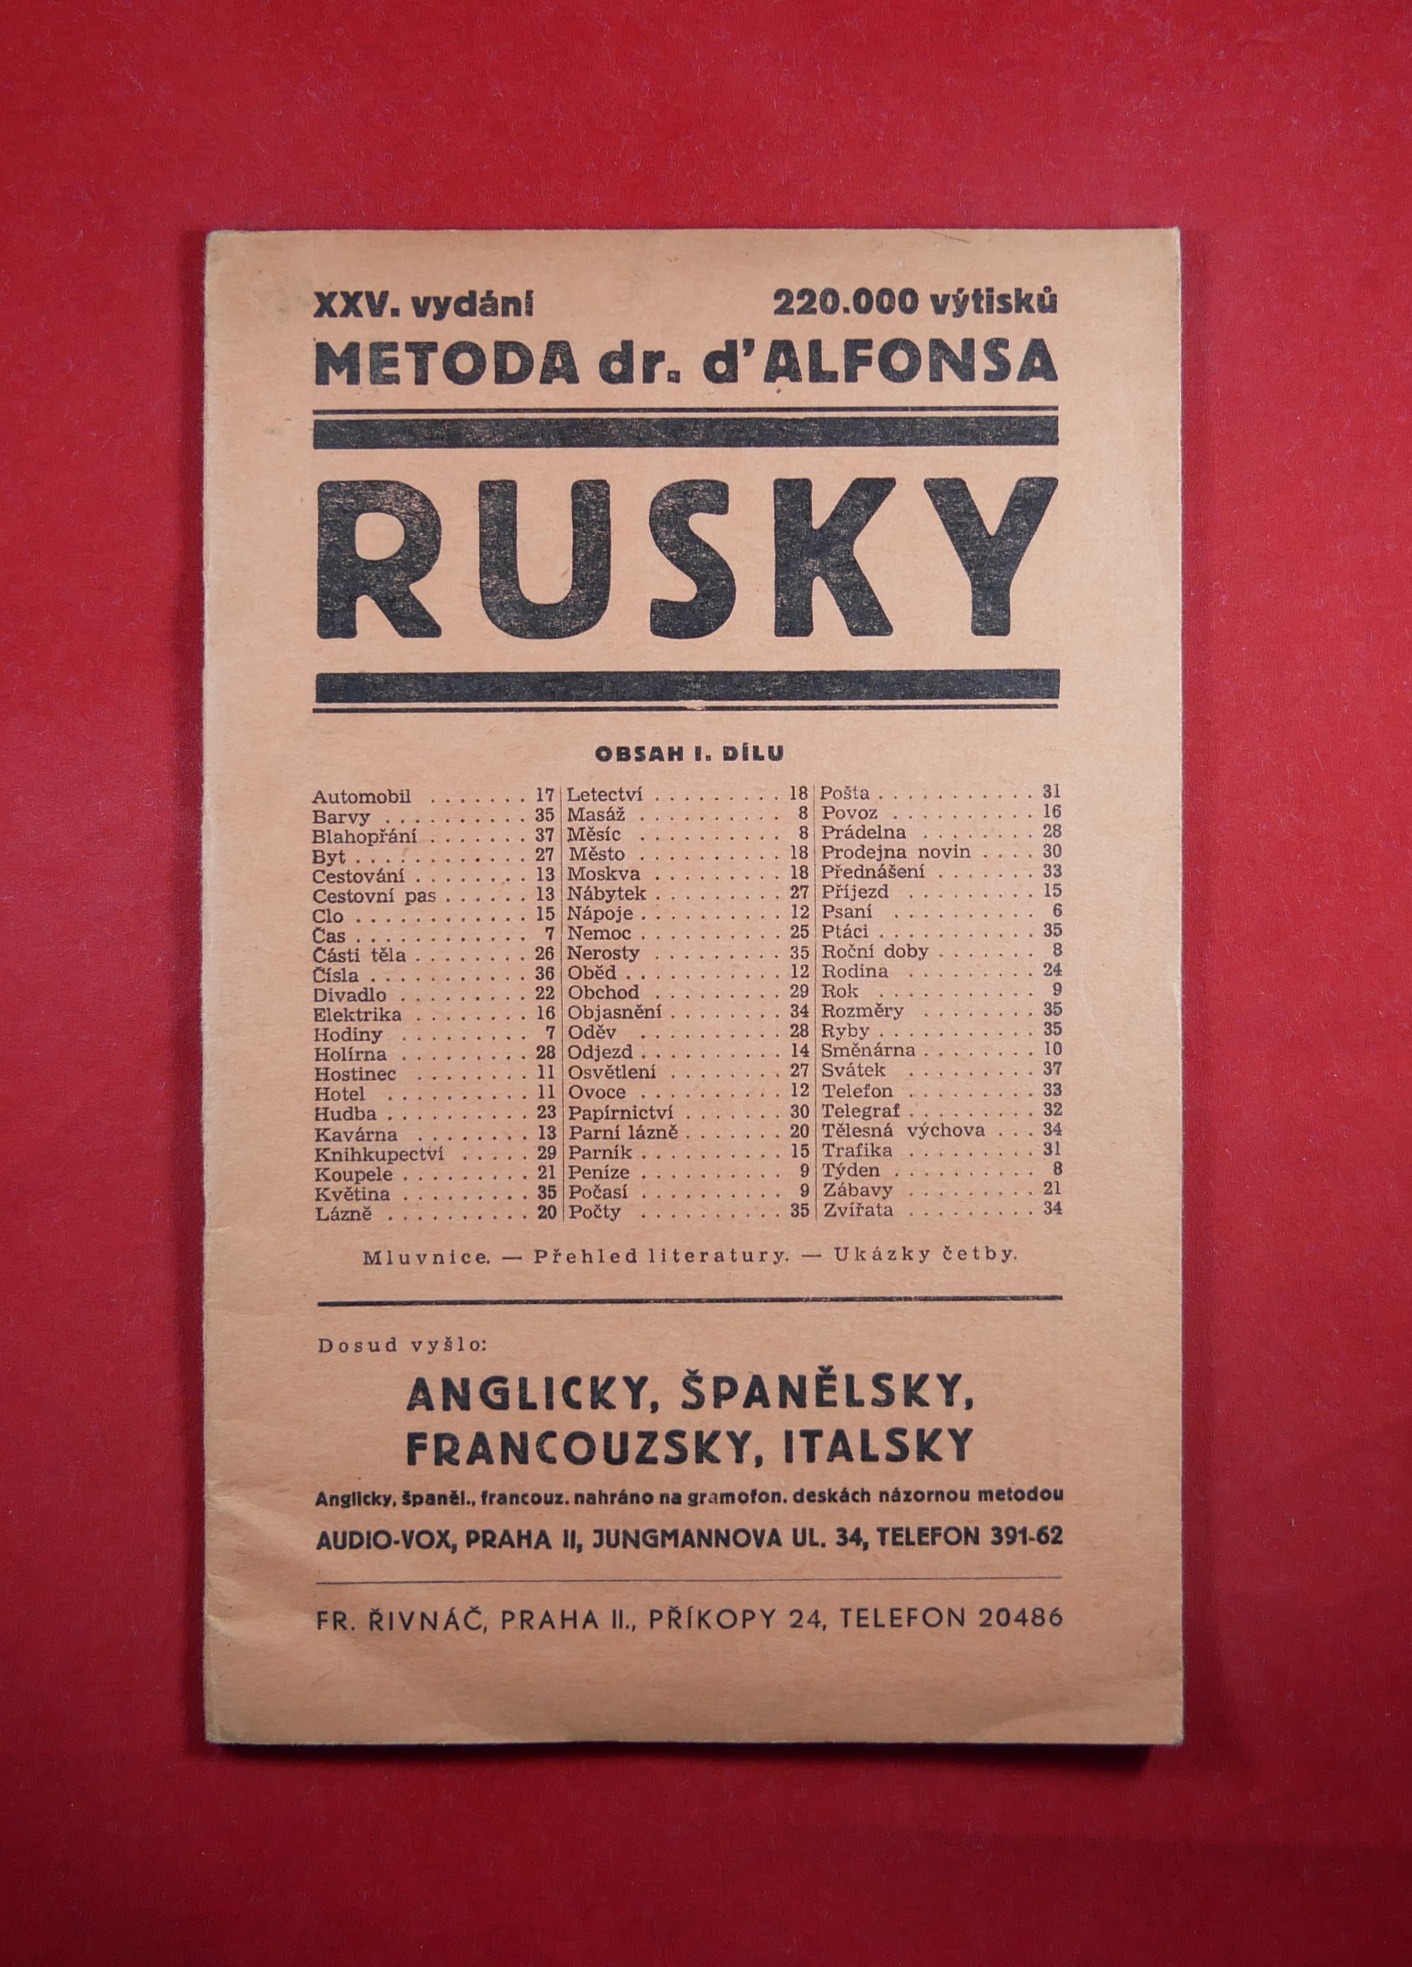 XXV. vydání 220.000 výtisků
METODA dr. d'ALFONSA
RUSKY
OBSAH I. DÍLU
Automobil . . . . . . . 17
Barvy . . . . . . . . . . 35
Blahopřání . . . . . . . 37
Byt . . . . . . . . . . . . 27
Cestování . . . . . . . . 13
Cestovní pas . . . . . . 13
Clo . . . . . . . . . . . . 15
Čas . . . . . . . . . . . . 7
Části těla . . . . . . . . 26
Čísla . . . . . . . . . . . 36
Divadlo . . . . . . . . . 22
Elektrika . . . . . . . . 16
Hodiny . . . . . . . . . 7
Holírna . . . . . . . . . 28
Hostinec . . . . . . . . 11
Hotel . . . . . . . . . . 11
Hudba . . . . . . . . . . 23
Kavárna . . . . . . . . 13
Knihkupectví . . . . . 29
Koupele . . . . . . . . . 21
Květina . . . . . . . . . 35
Lázně . . . . . . . . . . 20
Letectví . . . . . . . . . 18
Masáž . . . . . . . . . . 8
Měsíc . . . . . . . . . . 8
Město . . . . . . . . . . 18
Moskva . . . . . . . . . 18
Nábytek . . . . . . . . . 27
Nápoje . . . . . . . . . . 12
Nemoc . . . . . . . . . . 25
Nerosty . . . . . . . . . 35
Oběd . . . . . . . . . . . 12
Obchod . . . . . . . . . 29
Objasnění . . . . . . . . 34
Oděv . . . . . . . . . . 28
Odjezd . . . . . . . . . . 14
Osvětlení . . . . . . . . 27
Ovoce . . . . . . . . . . 12
Papírnictví . . . . . . . 30
Parní lázně . . . . . . . 20
Parník . . . . . . . . . . 15
Peníze . . . . . . . . . . 9
Počasí . . . . . . . . . . 9
Počty . . . . . . . . . . 35
Pošta . . . . . . . . . . . 31
Povoz . . . . . . . . . . 16
Prádelna . . . . . . . . 28
Prodejna novin . . . . 30
Přednášení . . . . . . . 33
Příjezd . . . . . . . . . 15
Psaní . . . . . . . . . . 6
Ptáci . . . . . . . . . . . 35
Roční doby . . . . . . . 8
Rodina . . . . . . . . . 24
Rok . . . . . . . . . . . 9
Rozměry . . . . . . . . 35
Ryby . . . . . . . . . . . 35
Směnárna . . . . . . . . 10
Svátek . . . . . . . . . 37
Telefon . . . . . . . . . 33
Telegraf . . . . . . . . . 32
Tělesná výchova . . . 34
Trafika . . . . . . . . . 31
Týden . . . . . . . . . . 8
Zábavy . . . . . . . . . 21
Zvířata . . . . . . . . . 34
Mluvnice. — Přehled literatury. — Ukázky četby.
Dosud vyšlo:
ANGLICKY, ŠPANĚLSKY,
FRANCOUZSKY, ITALSKY
Anglicky, španěl., francouz. nahráno na gramofon. deskách názornou metodou
AUDIO-VOX, PRAHA II, JUNGMANNOVA UL. 34, TELEFON 391-62
FR. ŘIVNÁČ, PRAHA II., PŘÍKOPY 24, TELEFON 20486